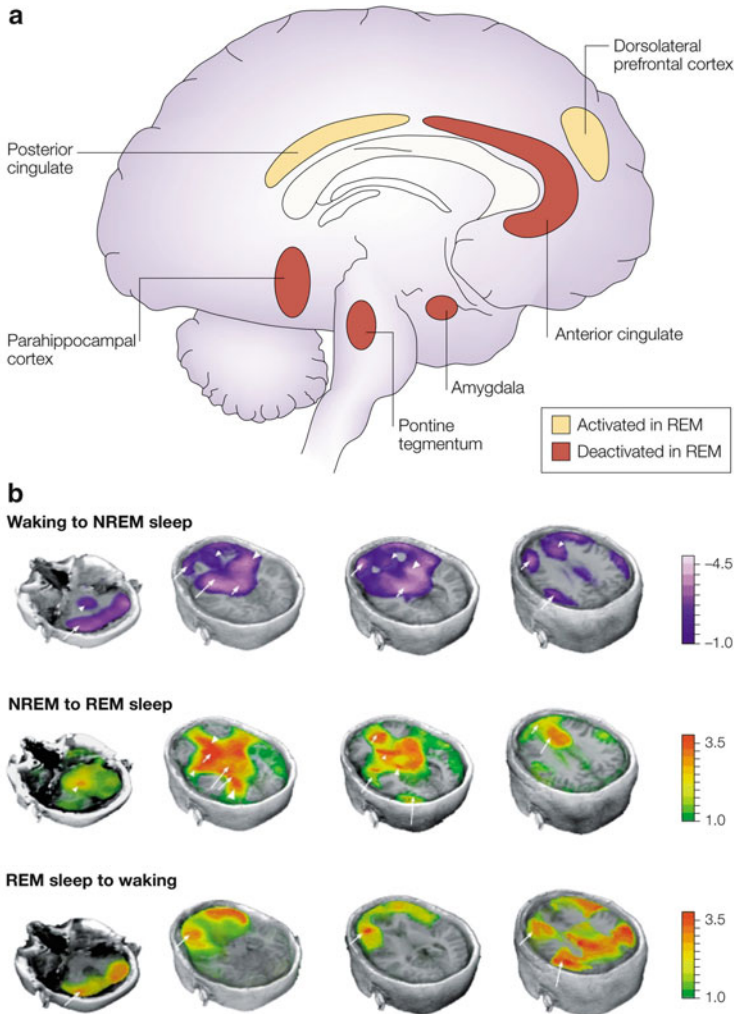 a
Dorsolateral
prefrontal cortex
Posterior
cingulate
Parahippocampal
cortex
Anterior cingulate
Amygdala
Pontine
tegmentum
Activated in REM
Deactivated in REM
b
Waking to NREM sleep
−4.5
−1.0
NREM to REM sleep
3.5
1.0
REM sleep to waking
3.5
1.0